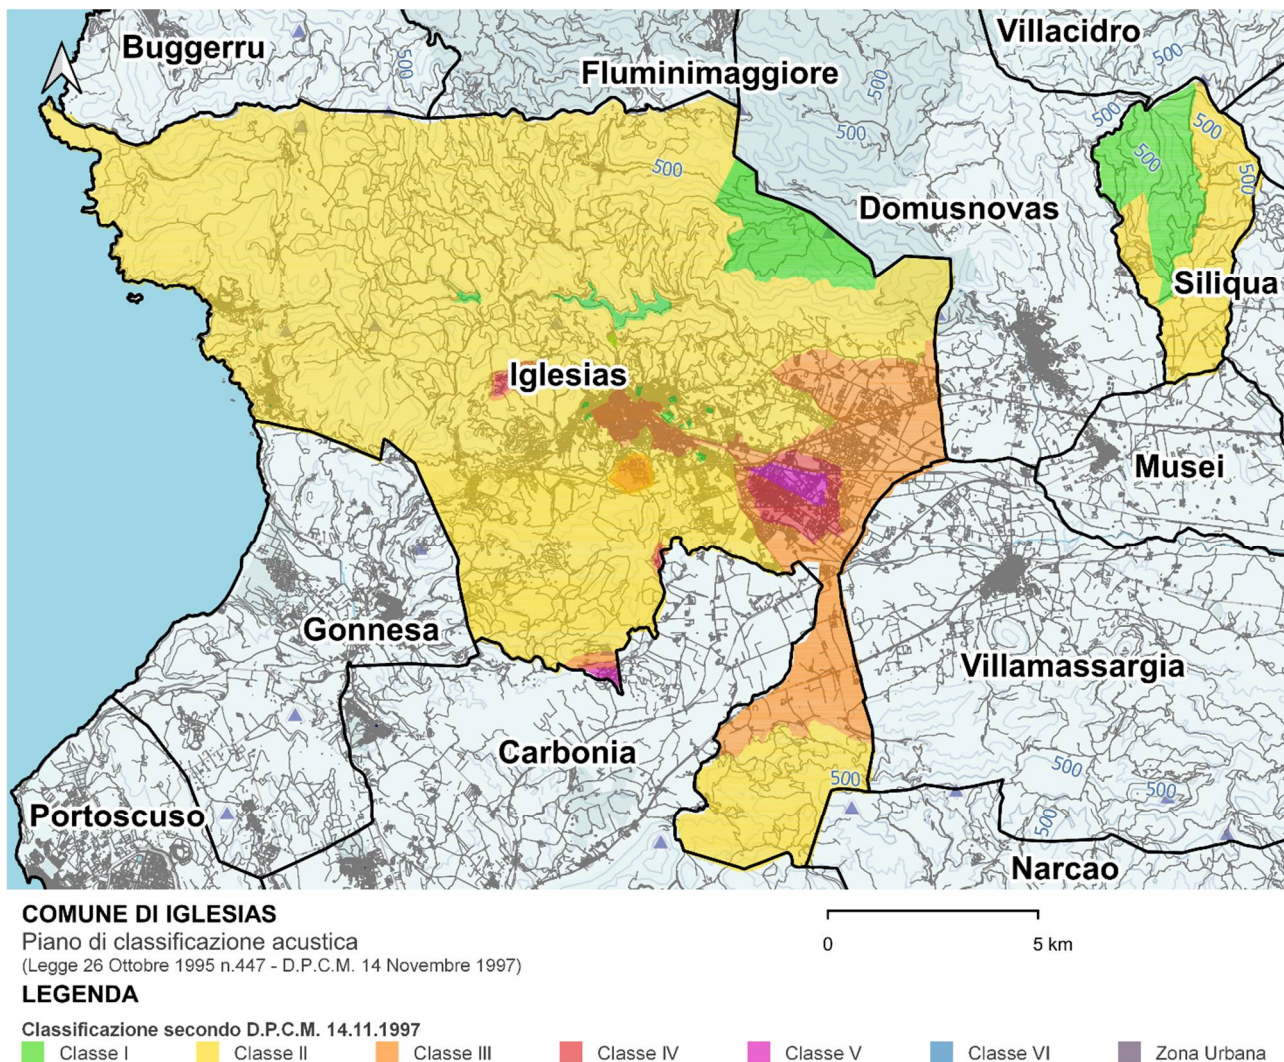 Buggerru
Fluminimaggiore
Villacidro
500
500
500
500
500
500
500
500
500
Domusnovas
Siliqua
Iglesias
Musei
Gonnesa
Villamassargia
Carbonia
Portoscuso
Narcao
500
500
500
500
COMUNE DI IGLESIAS
Piano di classificazione acustica
(Legge 26 Ottobre 1995 n.447 - D.P.C.M. 14 Novembre 1997)
0 5 km
LEGENDA
Classificazione secondo D.P.C.M. 14.11.1997
Classe I Classe II Classe III Classe IV Classe V Classe VI Zona Urbana